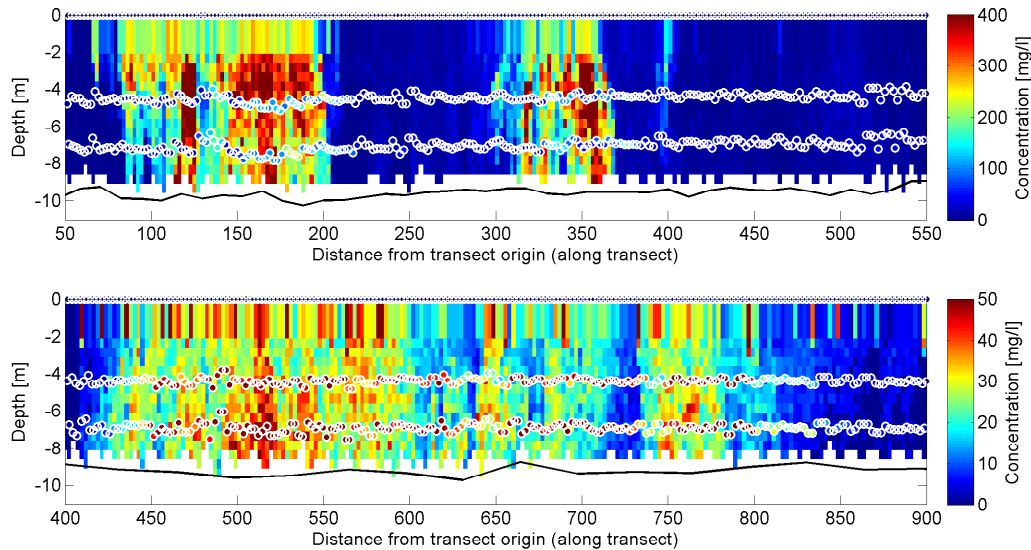 0
-2
-4
-6
-8
-10
Depth [m]
50 100 150 200 250 300 350 400 450 500 550
Distance from transect origin (along transect)
400
300
200
100
0
Concentration [mg/l]
0
-2
-4
-6
-8
-10
Depth [m]
400 450 500 550 600 650 700 750 800 850 900
Distance from transect origin (along transect)
50
40
30
20
10
0
Concentration [mg/l]